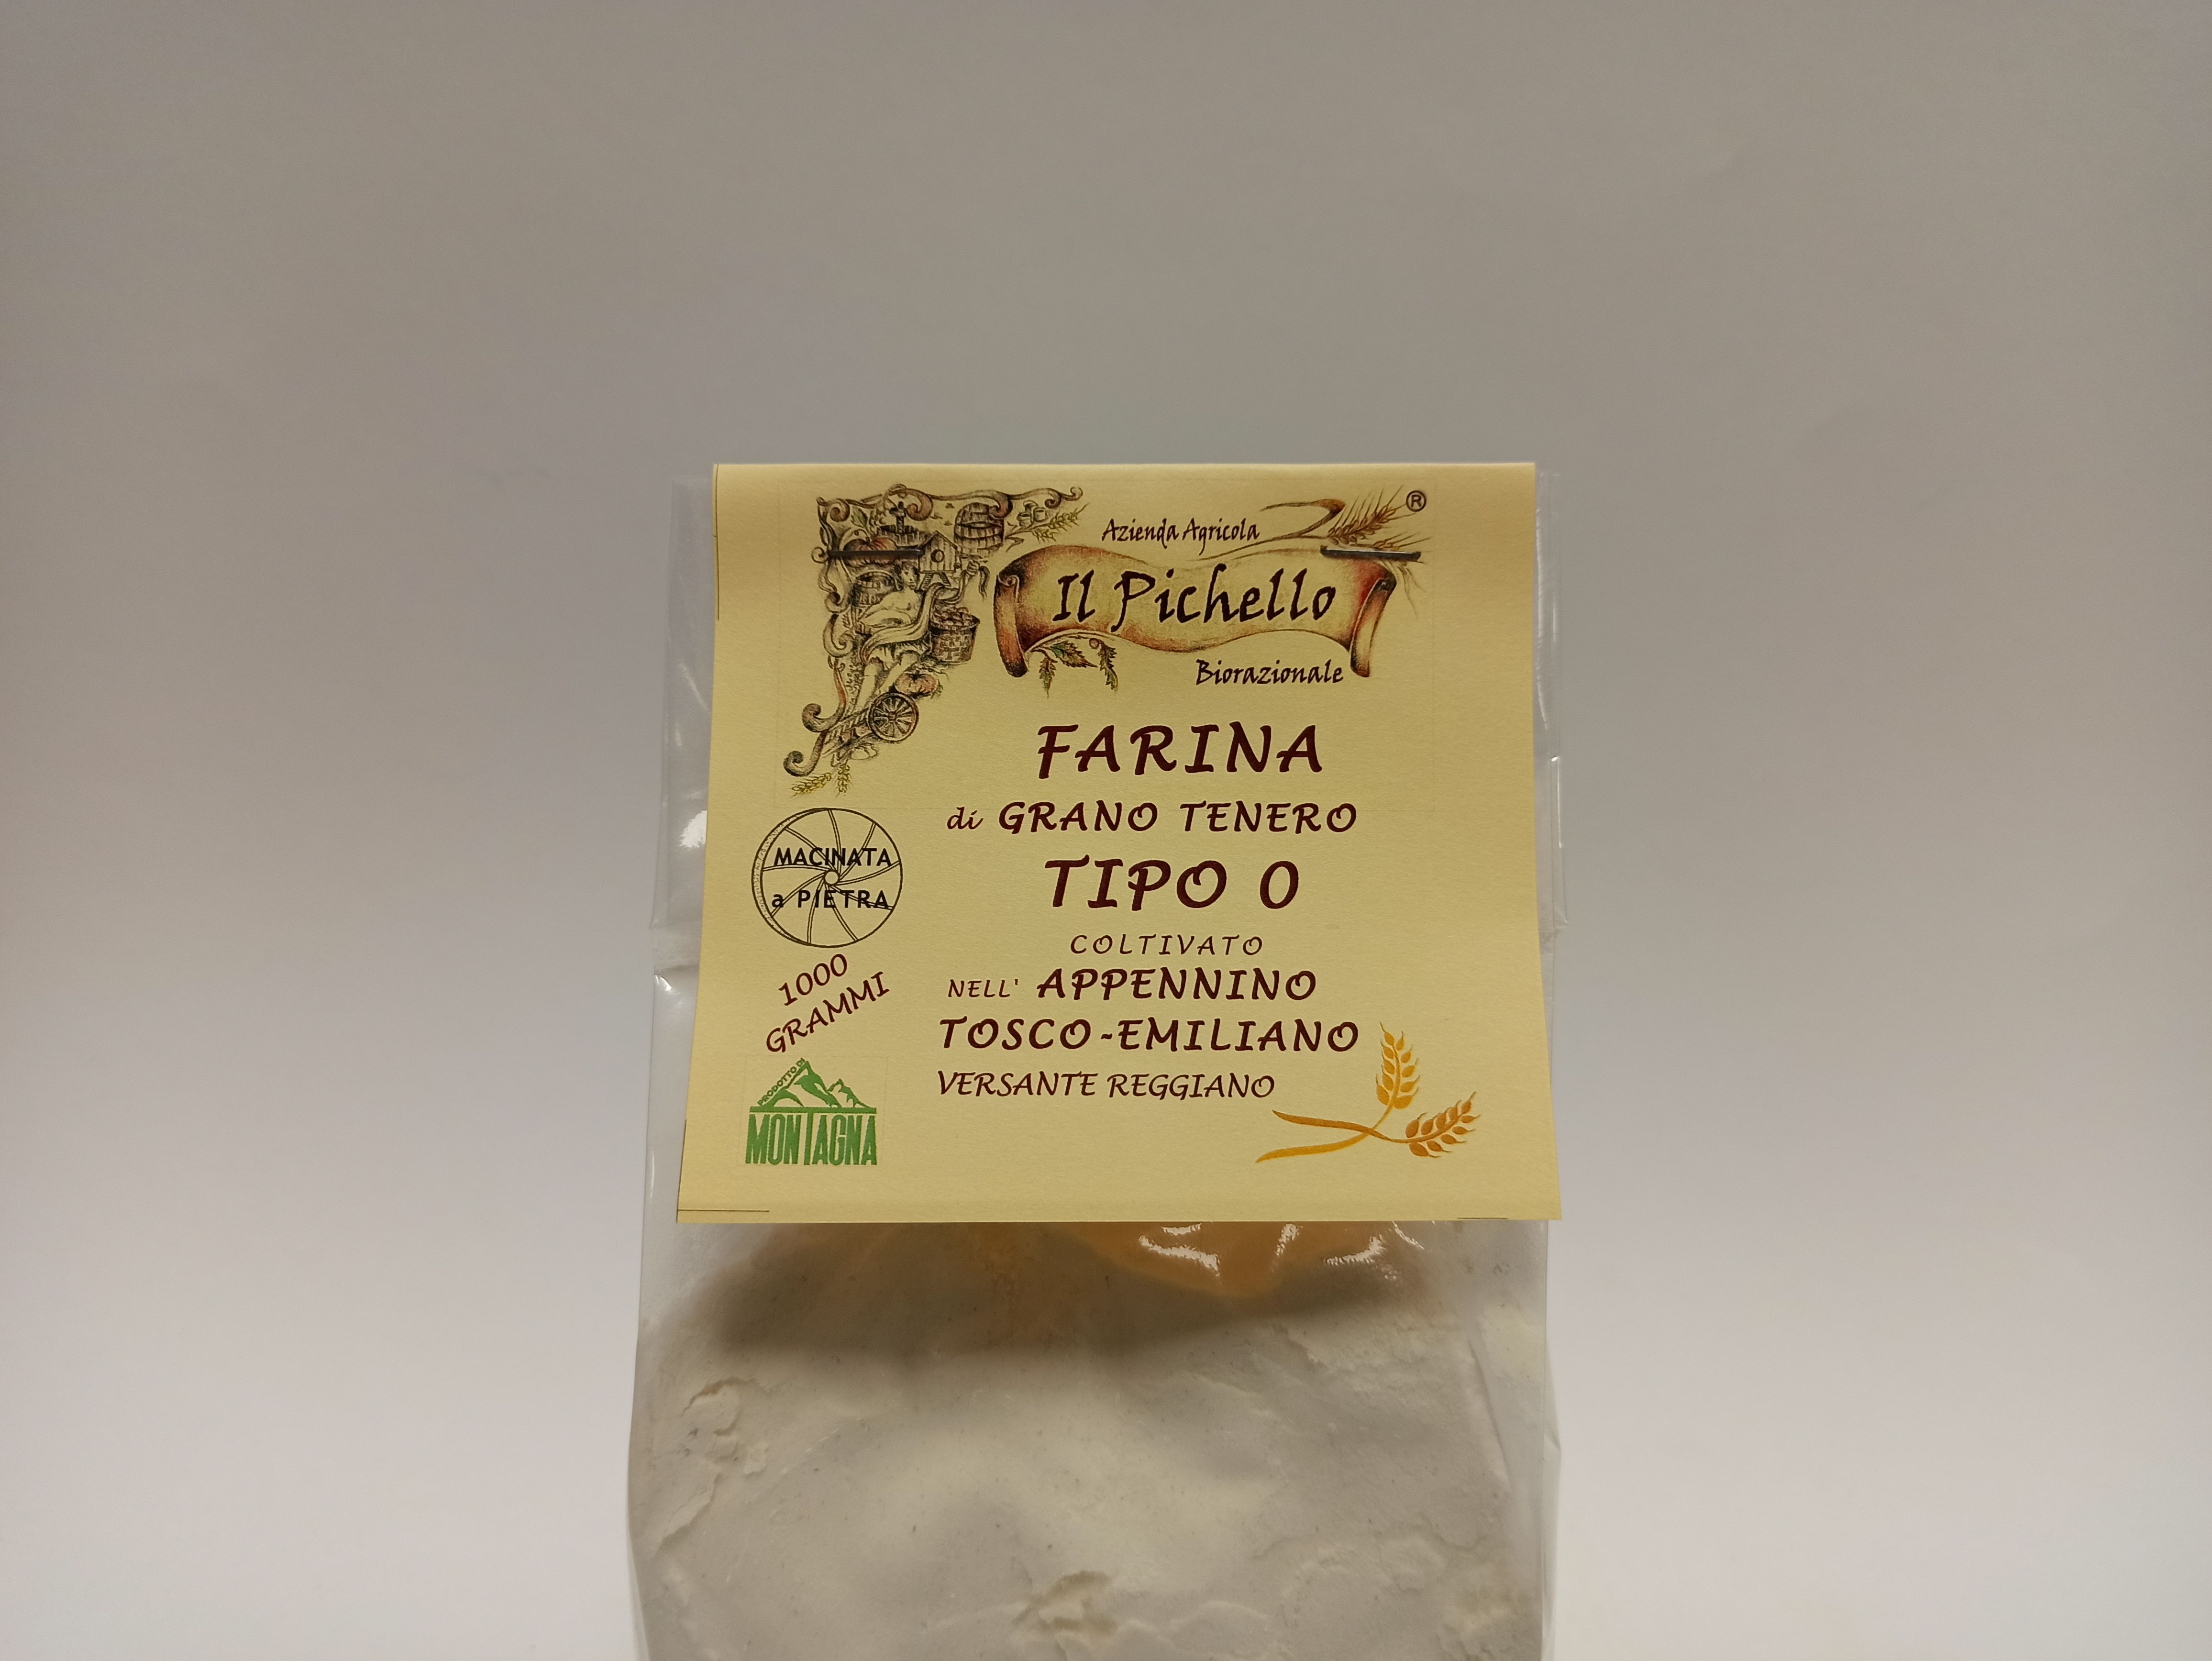 Azienda Agricola
®
Il Pichello
Biorazionale
FARINA
di GRANO TENERO
TIPO 0
MACINATA
a PIETRA
COLTIVATO
NELL' APPENNINO
TOSCO-EMILIANO
VERSANTE REGGIANO
1000
GRAMMI
PRODOTTO DI
MONTAGNA